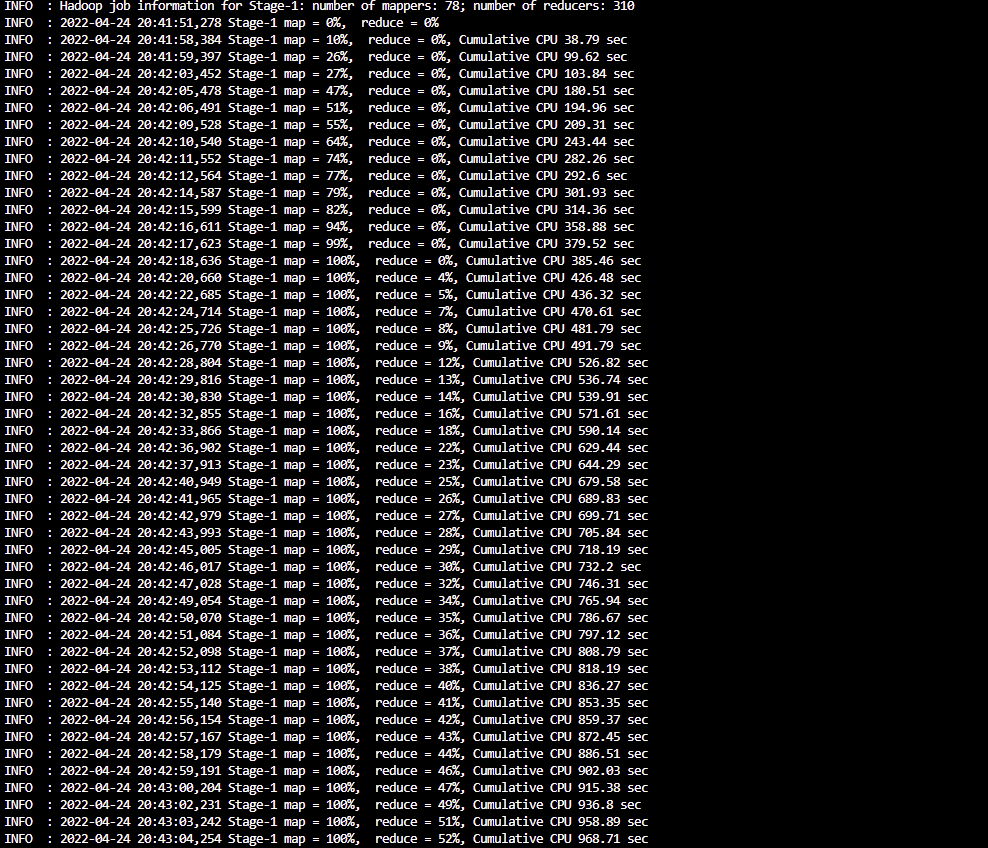 INFO  : Hadoop job information for Stage-1: number of mappers: 78; number of reducers: 310
INFO  : 2022-04-24 20:41:51,278 Stage-1 map = 0%,  reduce = 0%
INFO  : 2022-04-24 20:41:58,384 Stage-1 map = 10%,  reduce = 0%, Cumulative CPU 38.79 sec
INFO  : 2022-04-24 20:41:59,397 Stage-1 map = 26%,  reduce = 0%, Cumulative CPU 99.62 sec
INFO  : 2022-04-24 20:42:03,452 Stage-1 map = 27%,  reduce = 0%, Cumulative CPU 103.84 sec
INFO  : 2022-04-24 20:42:05,478 Stage-1 map = 47%,  reduce = 0%, Cumulative CPU 180.51 sec
INFO  : 2022-04-24 20:42:06,491 Stage-1 map = 51%,  reduce = 0%, Cumulative CPU 194.96 sec
INFO  : 2022-04-24 20:42:09,528 Stage-1 map = 55%,  reduce = 0%, Cumulative CPU 209.31 sec
INFO  : 2022-04-24 20:42:10,540 Stage-1 map = 64%,  reduce = 0%, Cumulative CPU 243.44 sec
INFO  : 2022-04-24 20:42:11,552 Stage-1 map = 74%,  reduce = 0%, Cumulative CPU 282.26 sec
INFO  : 2022-04-24 20:42:12,564 Stage-1 map = 77%,  reduce = 0%, Cumulative CPU 292.6 sec
INFO  : 2022-04-24 20:42:14,587 Stage-1 map = 79%,  reduce = 0%, Cumulative CPU 301.93 sec
INFO  : 2022-04-24 20:42:15,599 Stage-1 map = 82%,  reduce = 0%, Cumulative CPU 314.36 sec
INFO  : 2022-04-24 20:42:16,611 Stage-1 map = 94%,  reduce = 0%, Cumulative CPU 358.88 sec
INFO  : 2022-04-24 20:42:17,623 Stage-1 map = 99%,  reduce = 0%, Cumulative CPU 379.52 sec
INFO  : 2022-04-24 20:42:18,636 Stage-1 map = 100%,  reduce = 0%, Cumulative CPU 385.46 sec
INFO  : 2022-04-24 20:42:20,660 Stage-1 map = 100%,  reduce = 4%, Cumulative CPU 426.48 sec
INFO  : 2022-04-24 20:42:22,685 Stage-1 map = 100%,  reduce = 5%, Cumulative CPU 436.32 sec
INFO  : 2022-04-24 20:42:24,714 Stage-1 map = 100%,  reduce = 7%, Cumulative CPU 470.61 sec
INFO  : 2022-04-24 20:42:25,726 Stage-1 map = 100%,  reduce = 8%, Cumulative CPU 481.79 sec
INFO  : 2022-04-24 20:42:26,770 Stage-1 map = 100%,  reduce = 9%, Cumulative CPU 491.79 sec
INFO  : 2022-04-24 20:42:28,804 Stage-1 map = 100%,  reduce = 12%, Cumulative CPU 526.82 sec
INFO  : 2022-04-24 20:42:29,816 Stage-1 map = 100%,  reduce = 13%, Cumulative CPU 536.74 sec
INFO  : 2022-04-24 20:42:30,830 Stage-1 map = 100%,  reduce = 14%, Cumulative CPU 539.91 sec
INFO  : 2022-04-24 20:42:32,855 Stage-1 map = 100%,  reduce = 16%, Cumulative CPU 571.61 sec
INFO  : 2022-04-24 20:42:33,866 Stage-1 map = 100%,  reduce = 18%, Cumulative CPU 590.14 sec
INFO  : 2022-04-24 20:42:36,902 Stage-1 map = 100%,  reduce = 22%, Cumulative CPU 629.44 sec
INFO  : 2022-04-24 20:42:37,913 Stage-1 map = 100%,  reduce = 23%, Cumulative CPU 644.29 sec
INFO  : 2022-04-24 20:42:40,949 Stage-1 map = 100%,  reduce = 25%, Cumulative CPU 679.58 sec
INFO  : 2022-04-24 20:42:41,965 Stage-1 map = 100%,  reduce = 26%, Cumulative CPU 689.83 sec
INFO  : 2022-04-24 20:42:42,979 Stage-1 map = 100%,  reduce = 27%, Cumulative CPU 699.71 sec
INFO  : 2022-04-24 20:42:43,993 Stage-1 map = 100%,  reduce = 28%, Cumulative CPU 705.84 sec
INFO  : 2022-04-24 20:42:45,005 Stage-1 map = 100%,  reduce = 29%, Cumulative CPU 718.19 sec
INFO  : 2022-04-24 20:42:46,017 Stage-1 map = 100%,  reduce = 30%, Cumulative CPU 732.2 sec
INFO  : 2022-04-24 20:42:47,028 Stage-1 map = 100%,  reduce = 32%, Cumulative CPU 746.31 sec
INFO  : 2022-04-24 20:42:49,054 Stage-1 map = 100%,  reduce = 34%, Cumulative CPU 765.94 sec
INFO  : 2022-04-24 20:42:50,070 Stage-1 map = 100%,  reduce = 35%, Cumulative CPU 786.67 sec
INFO  : 2022-04-24 20:42:51,084 Stage-1 map = 100%,  reduce = 36%, Cumulative CPU 797.12 sec
INFO  : 2022-04-24 20:42:52,098 Stage-1 map = 100%,  reduce = 37%, Cumulative CPU 808.79 sec
INFO  : 2022-04-24 20:42:53,112 Stage-1 map = 100%,  reduce = 38%, Cumulative CPU 818.19 sec
INFO  : 2022-04-24 20:42:54,125 Stage-1 map = 100%,  reduce = 40%, Cumulative CPU 836.27 sec
INFO  : 2022-04-24 20:42:55,140 Stage-1 map = 100%,  reduce = 41%, Cumulative CPU 853.35 sec
INFO  : 2022-04-24 20:42:56,154 Stage-1 map = 100%,  reduce = 42%, Cumulative CPU 859.37 sec
INFO  : 2022-04-24 20:42:57,167 Stage-1 map = 100%,  reduce = 43%, Cumulative CPU 872.45 sec
INFO  : 2022-04-24 20:42:58,179 Stage-1 map = 100%,  reduce = 44%, Cumulative CPU 886.51 sec
INFO  : 2022-04-24 20:42:59,191 Stage-1 map = 100%,  reduce = 46%, Cumulative CPU 902.03 sec
INFO  : 2022-04-24 20:43:00,204 Stage-1 map = 100%,  reduce = 47%, Cumulative CPU 915.38 sec
INFO  : 2022-04-24 20:43:02,231 Stage-1 map = 100%,  reduce = 49%, Cumulative CPU 936.8 sec
INFO  : 2022-04-24 20:43:03,242 Stage-1 map = 100%,  reduce = 51%, Cumulative CPU 958.89 sec
INFO  : 2022-04-24 20:43:04,254 Stage-1 map = 100%,  reduce = 52%, Cumulative CPU 968.71 sec